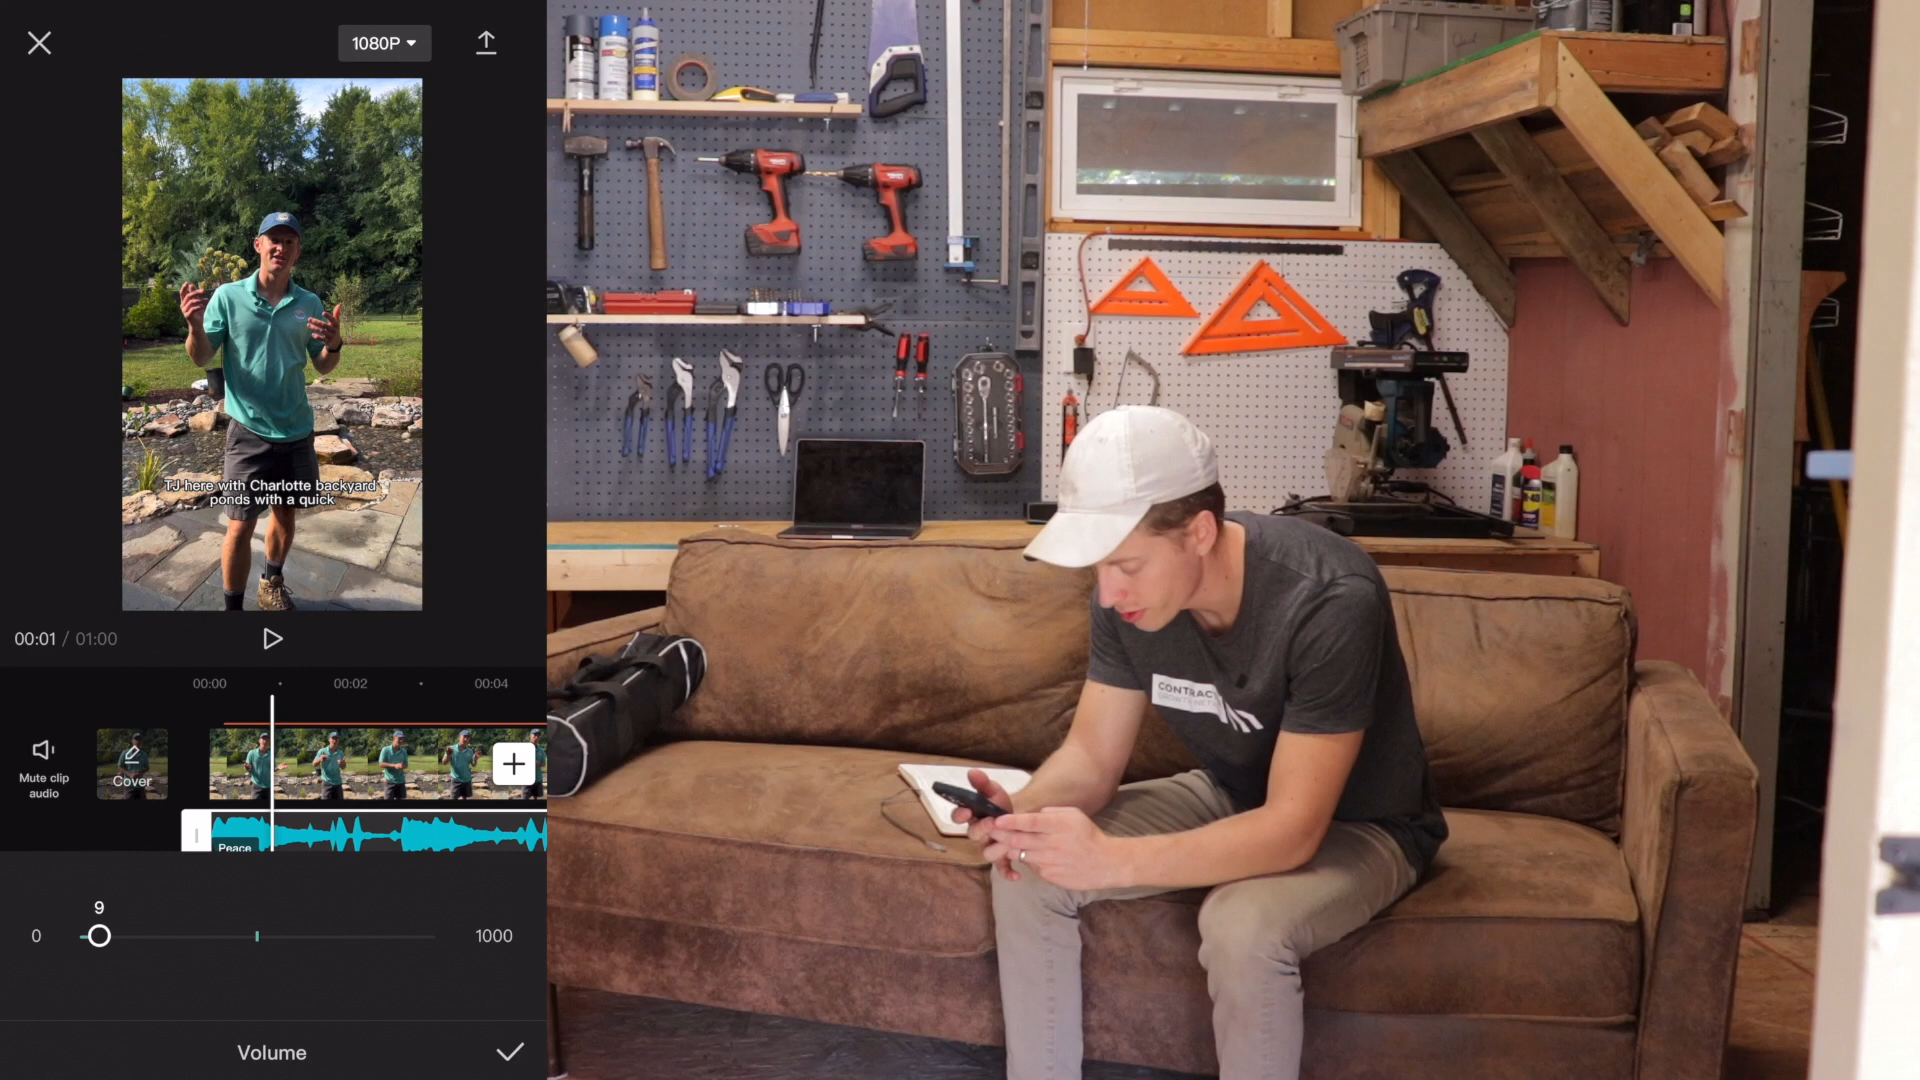 1080P
TJ here with Charlotte backyard
ponds with a quick
00:01 / 01:00
00:00
00:02
00:04
Mute clip
audio
Cover
Peace
9
0
1000
Volume
CONTRAC